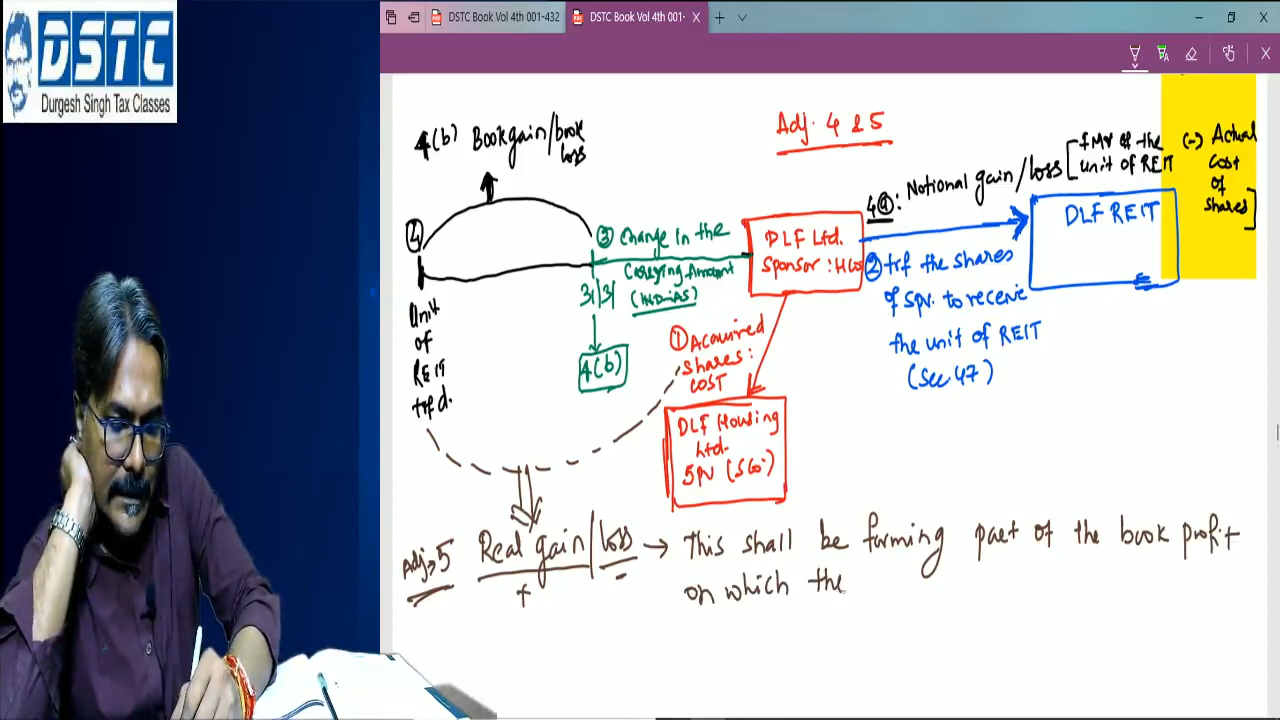 DSTC
Durgesh Singh Tax Classes
DSTC Book Vol 4th 001-432
DSTC Book Vol 4th 001-
Adj. 4 & 5
4(b) Book gain/book
loss
4(a): Notional gain/loss
FMV of the
unit of REIT
(-) Actual
cost
of
shares
DLF REIT
DLF Ltd.
Sponsor: HCo
② trf the shares
of spv. to receive
the unit of REIT
(Sec 47)
③ Change in the
Carrying Amount
(INDAS)
31/3
4(b)
④
Unit
of
REIT
trfd.
① Acquired
shares:
COST
DLF Housing
Ltd.
SPV (SCo.)
Adj. 5 Real gain/loss → This shall be forming part of the book profit
on which the